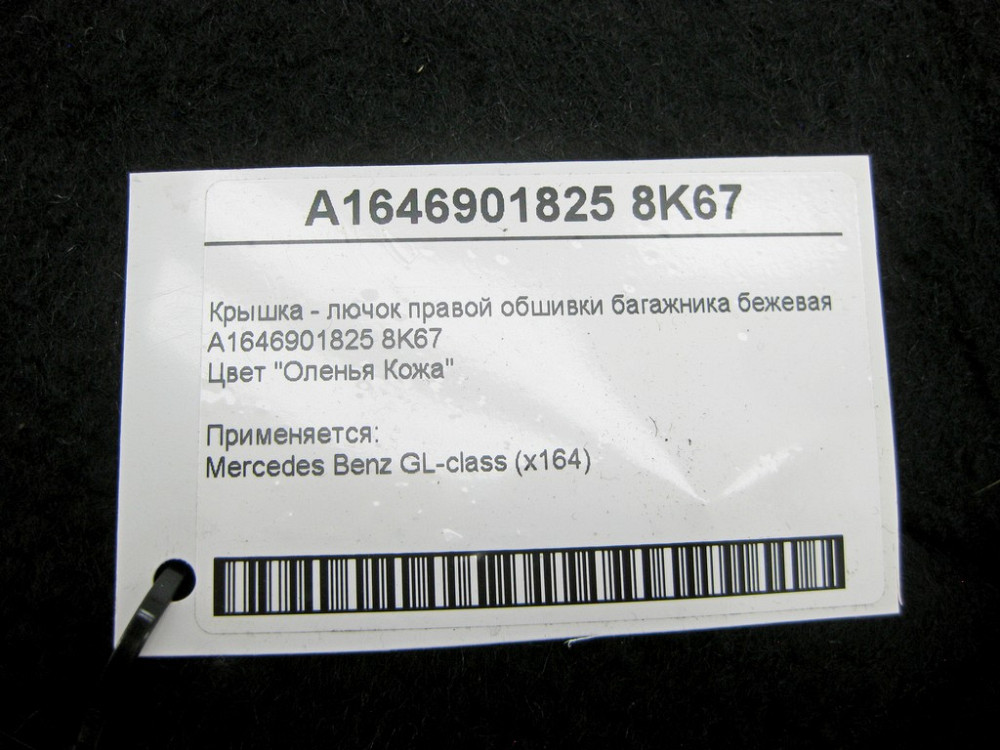 A1646901825 8K67
Крышка - лючок правой обшивки багажника бежевая
A1646901825 8K67
Цвет "Оленья Кожа"
Применяется:
Mercedes Benz GL-class (x164)